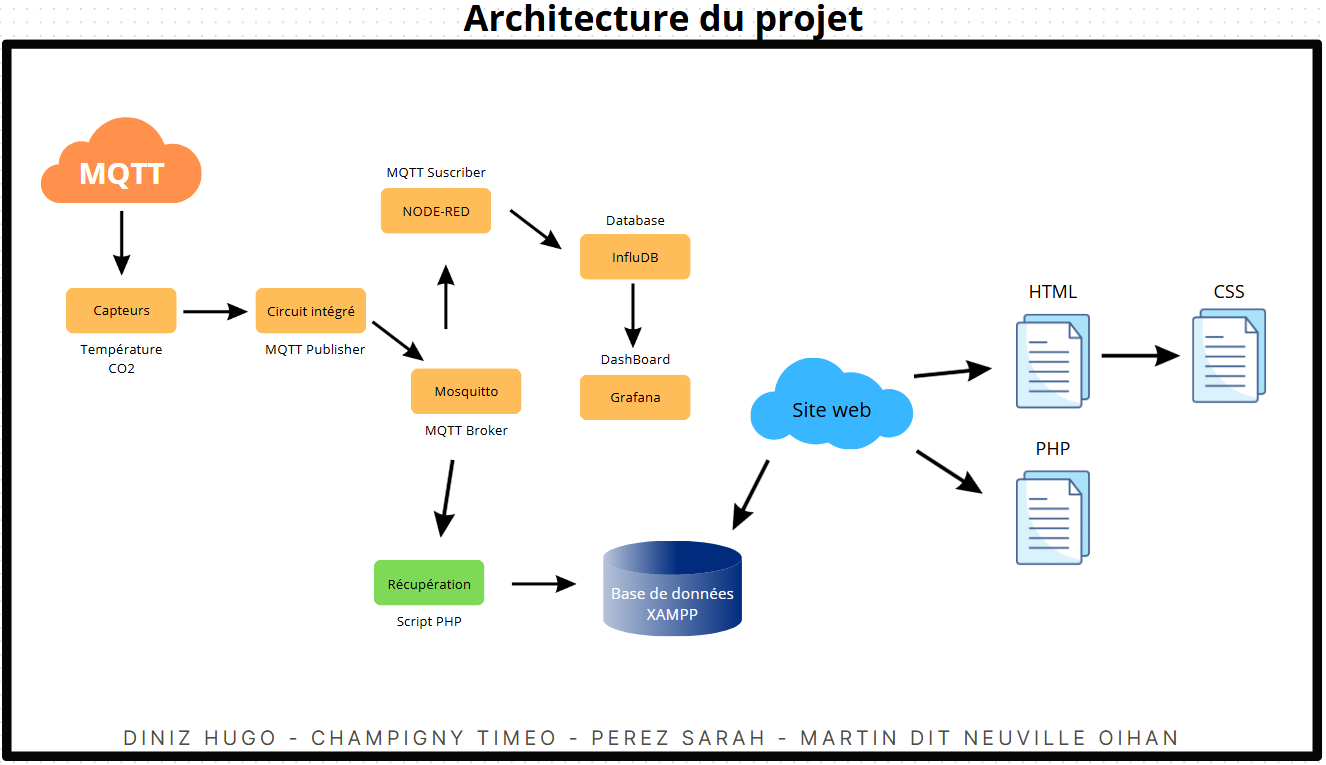 Architecture du projet
MQTT
Capteurs
Température
CO2
Circuit intégré
MQTT Publisher
MQTT Suscriber
NODE-RED
Mosquitto
MQTT Broker
Database
InfluDB
DashBoard
Grafana
Récupération
Script PHP
Base de données
XAMPP
Site web
HTML
CSS
PHP
DINIZ HUGO - CHAMPIGNY TIMEO - PEREZ SARAH - MARTIN DIT NEUVILLE OIHAN